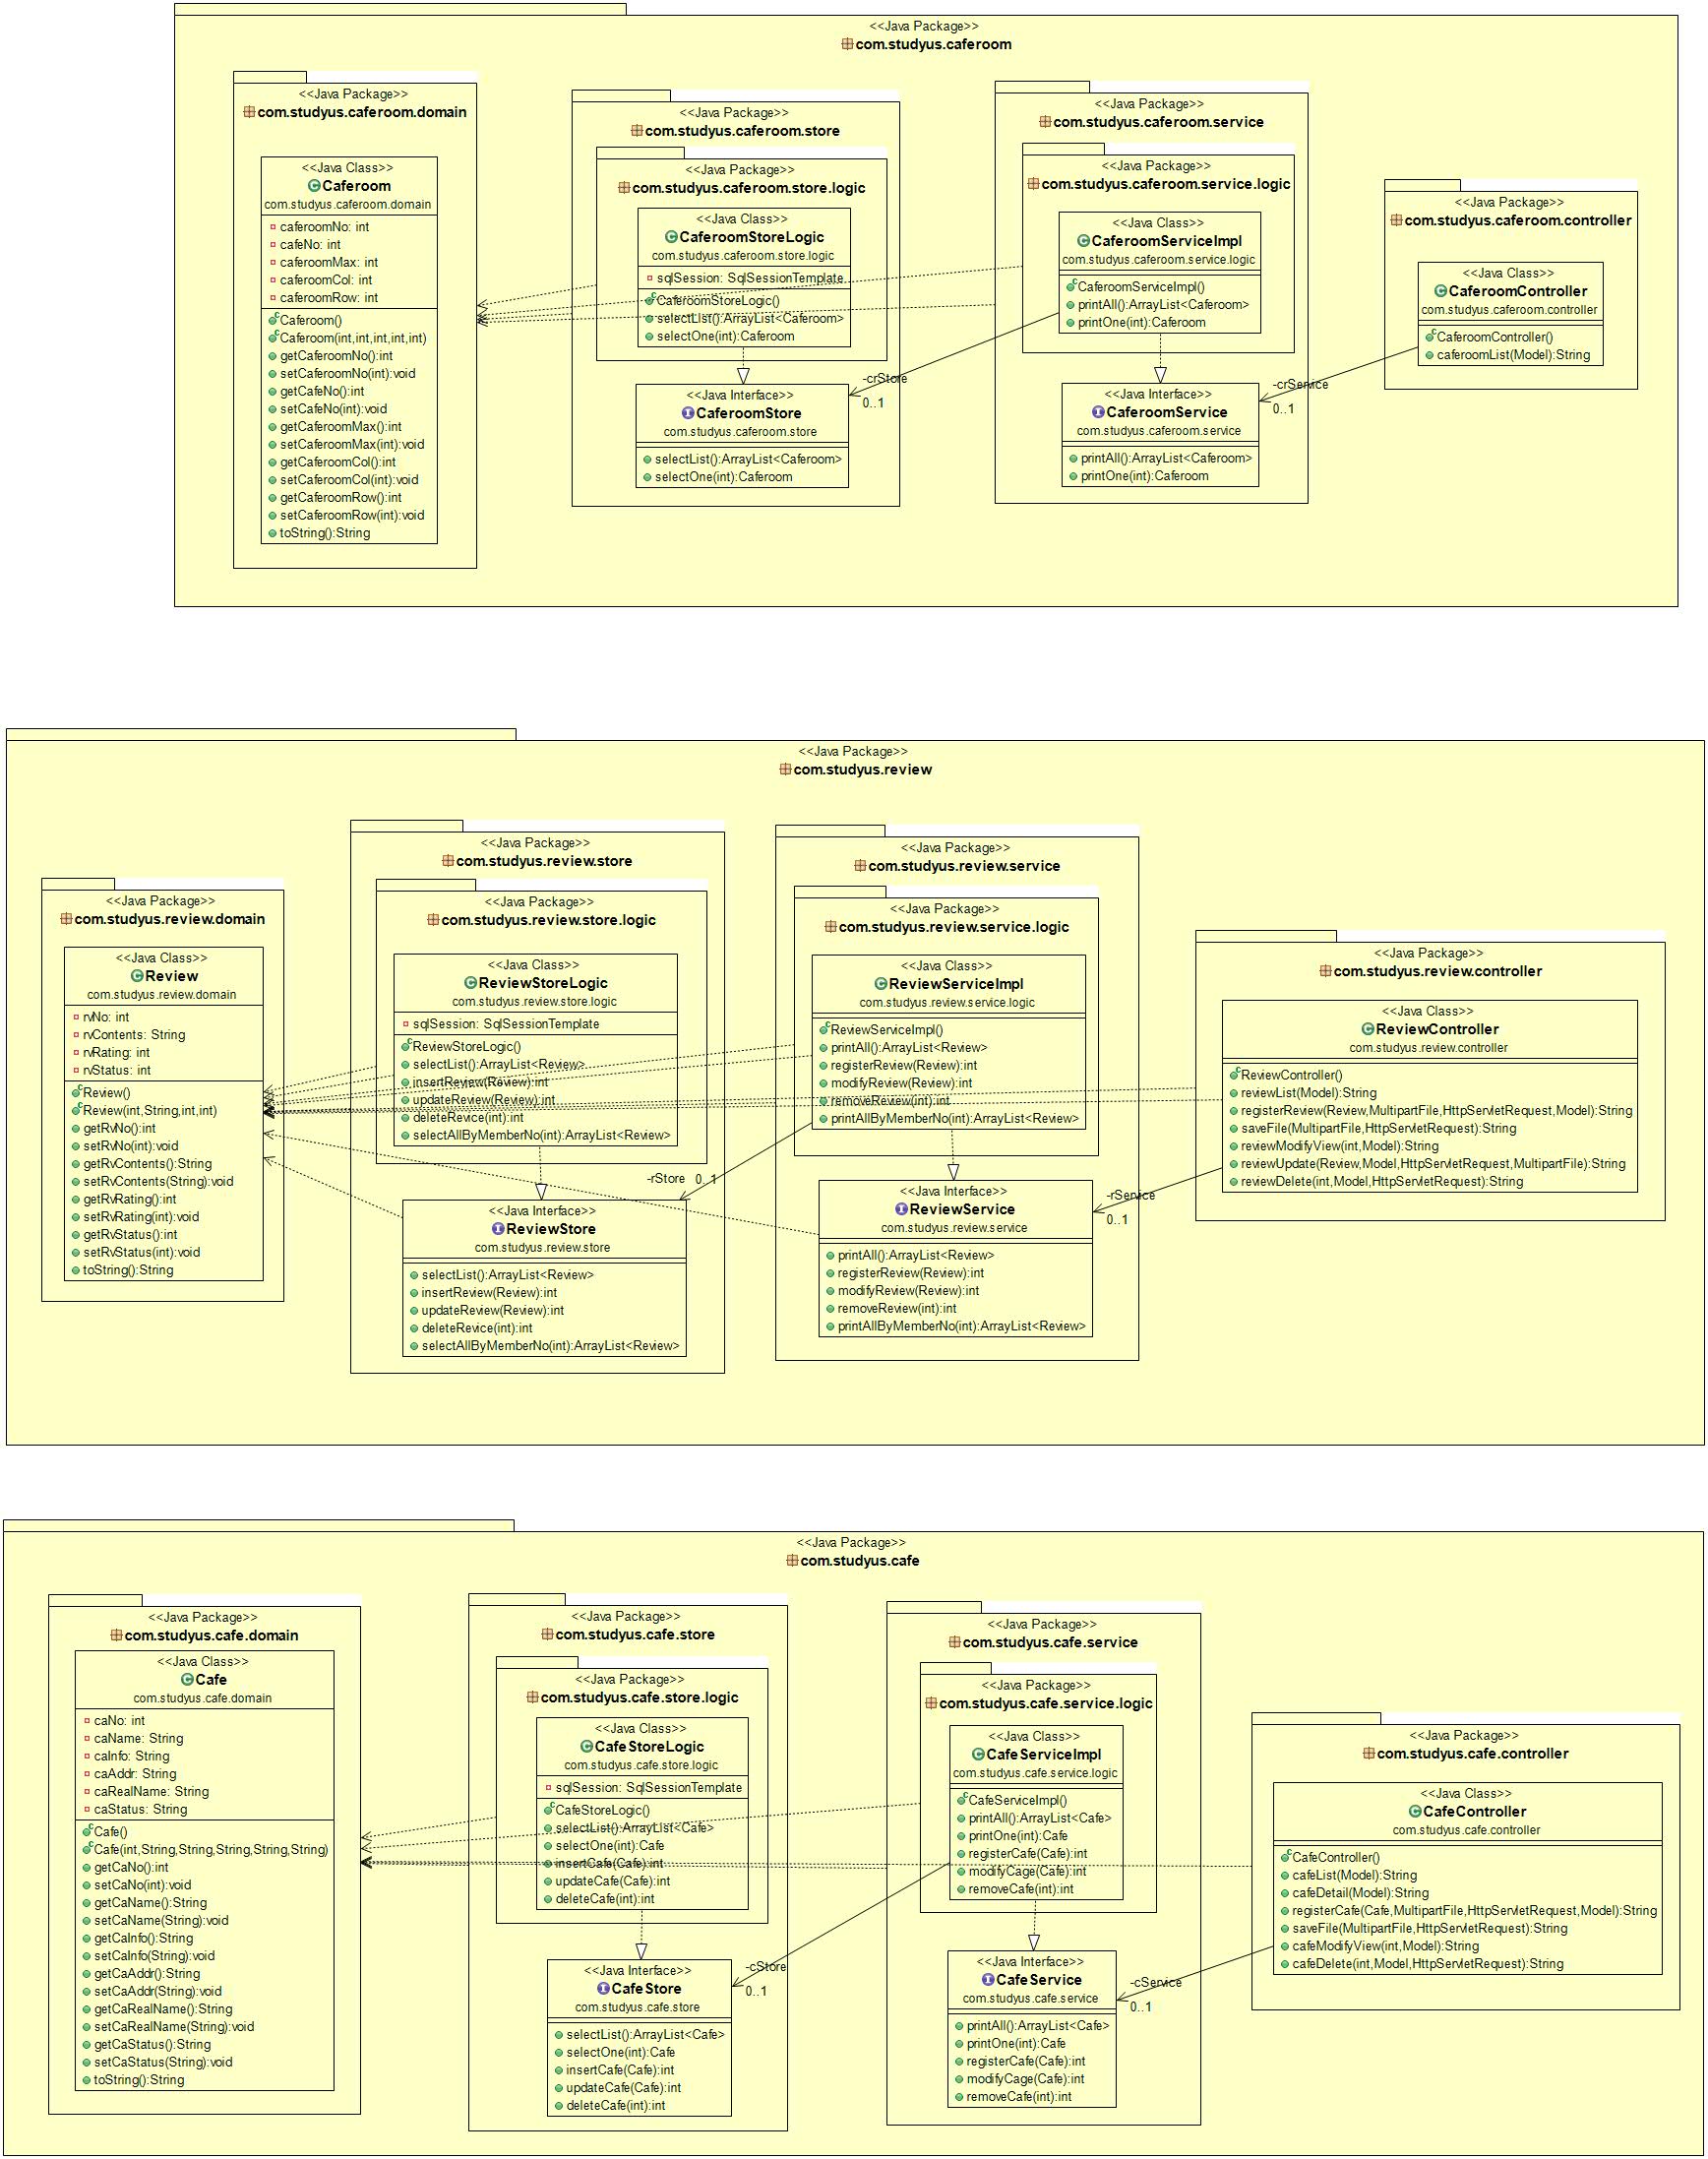 <<Java Package>>
com.studyus.caferoom
<<Java Package>>
com.studyus.caferoom.domain
<<Java Class>>
Caferoom
com.studyus.caferoom.domain
caferoomNo: int
cafeNo: int
caferoomMax: int
caferoomCol: int
caferoomRow: int
Caferoom()
Caferoom(int,int,int,int,int)
getCaferoomNo():int
setCaferoomNo(int):void
getCafeNo():int
setCafeNo(int):void
getCaferoomMax():int
setCaferoomMax(int):void
getCaferoomCol():int
setCaferoomCol(int):void
getCaferoomRow():int
setCaferoomRow(int):void
toString():String
<<Java Package>>
com.studyus.caferoom.store
<<Java Package>>
com.studyus.caferoom.store.logic
<<Java Class>>
CaferoomStoreLogic
com.studyus.caferoom.store.logic
sqlSession: SqlSessionTemplate
CaferoomStoreLogic()
selectList():ArrayList<Caferoom>
selectOne(int):Caferoom
<<Java Interface>>
CaferoomStore
com.studyus.caferoom.store
selectList():ArrayList<Caferoom>
selectOne(int):Caferoom
-crStore
0..1
<<Java Package>>
com.studyus.caferoom.service
<<Java Package>>
com.studyus.caferoom.service.logic
<<Java Class>>
CaferoomServiceImpl
com.studyus.caferoom.service.logic
CaferoomServiceImpl()
printAll():ArrayList<Caferoom>
printOne(int):Caferoom
<<Java Interface>>
CaferoomService
com.studyus.caferoom.service
printAll():ArrayList<Caferoom>
printOne(int):Caferoom
-crService
0..1
<<Java Package>>
com.studyus.caferoom.controller
<<Java Class>>
CaferoomController
com.studyus.caferoom.controller
CaferoomController()
caferoomList(Model):String
<<Java Package>>
com.studyus.review
<<Java Package>>
com.studyus.review.domain
<<Java Class>>
Review
com.studyus.review.domain
rvNo: int
rvContents: String
rvRating: int
rvStatus: int
Review()
Review(int,String,int,int)
getRvNo():int
setRvNo(int):void
getRvContents():String
setRvContents(String):void
getRvRating():int
setRvRating(int):void
getRvStatus():int
setRvStatus(int):void
toString():String
<<Java Package>>
com.studyus.review.store
<<Java Package>>
com.studyus.review.store.logic
<<Java Class>>
ReviewStoreLogic
com.studyus.review.store.logic
sqlSession: SqlSessionTemplate
ReviewStoreLogic()
selectList():ArrayList<Review>
insertReview(Review):int
updateReview(Review):int
deleteRevice(int):int
selectAllByMemberNo(int):ArrayList<Review>
-rStore
0..1
<<Java Interface>>
ReviewStore
com.studyus.review.store
selectList():ArrayList<Review>
insertReview(Review):int
updateReview(Review):int
deleteRevice(int):int
selectAllByMemberNo(int):ArrayList<Review>
<<Java Package>>
com.studyus.review.service
<<Java Package>>
com.studyus.review.service.logic
<<Java Class>>
ReviewServiceImpl
com.studyus.review.service.logic
ReviewServiceImpl()
printAll():ArrayList<Review>
registerReview(Review):int
modifyReview(Review):int
removeReview(int):int
printAllByMemberNo(int):ArrayList<Review>
<<Java Interface>>
ReviewService
com.studyus.review.service
printAll():ArrayList<Review>
registerReview(Review):int
modifyReview(Review):int
removeReview(int):int
printAllByMemberNo(int):ArrayList<Review>
-rService
0..1
<<Java Package>>
com.studyus.review.controller
<<Java Class>>
ReviewController
com.studyus.review.controller
ReviewController()
reviewList(Model):String
registerReview(Review,MultipartFile,HttpServletRequest,Model):String
saveFile(MultipartFile,HttpServletRequest):String
reviewModifyView(int,Model):String
reviewUpdate(Review,Model,HttpServletRequest,MultipartFile):String
reviewDelete(int,Model,HttpServletRequest):String
<<Java Package>>
com.studyus.cafe
<<Java Package>>
com.studyus.cafe.domain
<<Java Class>>
Cafe
com.studyus.cafe.domain
caNo: int
caName: String
caInfo: String
caAddr: String
caRealName: String
caStatus: String
Cafe()
Cafe(int,String,String,String,String,String)
getCaNo():int
setCaNo(int):void
getCaName():String
setCaName(String):void
getCaInfo():String
setCaInfo(String):void
getCaAddr():String
setCaAddr(String):void
getCaRealName():String
setCaRealName(String):void
getCaStatus():String
setCaStatus(String):void
toString():String
<<Java Package>>
com.studyus.cafe.store
<<Java Package>>
com.studyus.cafe.store.logic
<<Java Class>>
CafeStoreLogic
com.studyus.cafe.store.logic
sqlSession: SqlSessionTemplate
CafeStoreLogic()
selectList():ArrayList<Cafe>
selectOne(int):Cafe
insertCafe(Cafe):int
updateCafe(Cafe):int
deleteCafe(int):int
<<Java Interface>>
CafeStore
com.studyus.cafe.store
selectList():ArrayList<Cafe>
selectOne(int):Cafe
insertCafe(Cafe):int
updateCafe(Cafe):int
deleteCafe(int):int
-cStore
0..1
<<Java Package>>
com.studyus.cafe.service
<<Java Package>>
com.studyus.cafe.service.logic
<<Java Class>>
CafeServiceImpl
com.studyus.cafe.service.logic
CafeServiceImpl()
printAll():ArrayList<Cafe>
printOne(int):Cafe
registerCafe(Cafe):int
modifyCage(Cafe):int
removeCafe(int):int
<<Java Interface>>
CafeService
com.studyus.cafe.service
printAll():ArrayList<Cafe>
printOne(int):Cafe
registerCafe(Cafe):int
modifyCage(Cafe):int
removeCafe(int):int
-cService
0..1
<<Java Package>>
com.studyus.cafe.controller
<<Java Class>>
CafeController
com.studyus.cafe.controller
CafeController()
cafeList(Model):String
cafeDetail(Model):String
registerCafe(Cafe,MultipartFile,HttpServletRequest,Model):String
saveFile(MultipartFile,HttpServletRequest):String
cafeModifyView(int,Model):String
cafeDelete(int,Model,HttpServletRequest):String